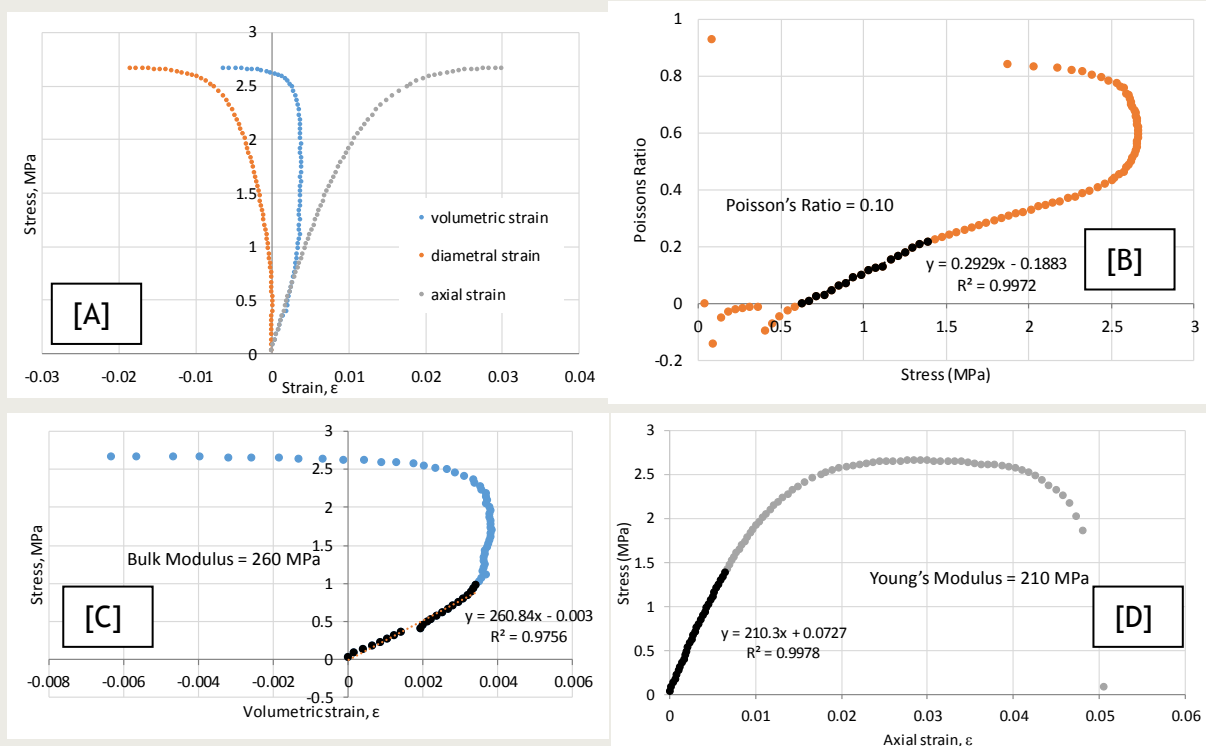 3
2.5
2
1.5
1
0.5
0
-0.03
-0.02
-0.01
0
0.01
0.02
0.03
0.04
Stress, MPa
Strain, ε
volumetric strain
diametral strain
axial strain
[A]
1
0.8
0.6
0.4
0.2
0
-0.2
0
0.5
1
1.5
2
2.5
3
Poissons Ratio
Stress (MPa)
Poisson’s Ratio = 0.10
y = 0.2929x - 0.1883
R² = 0.9972
[B]
3
2.5
2
1.5
1
0.5
0
-0.5
-0.008
-0.006
-0.004
-0.002
0
0.002
0.004
0.006
Stress, MPa
Volumetric strain, ε
Bulk Modulus = 260 MPa
y = 260.84x - 0.003
R² = 0.9756
[C]
3
2.5
2
1.5
1
0.5
0
0
0.01
0.02
0.03
0.04
0.05
0.06
Stress (MPa)
Axial strain, ε
Young’s Modulus = 210 MPa
y = 210.3x + 0.0727
R² = 0.9978
[D]